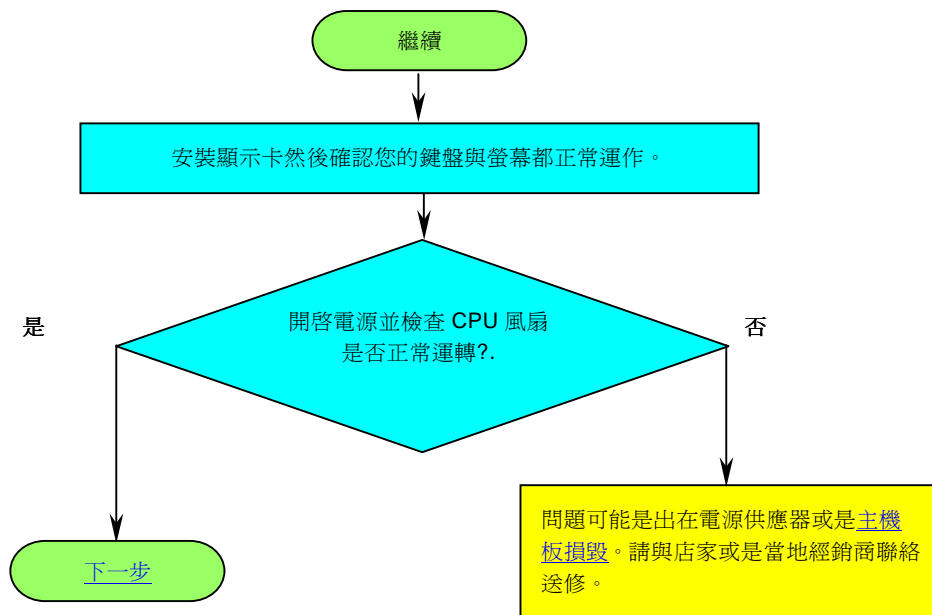 繼續
安裝顯示卡然後確認您的鍵盤與螢幕都正常運作。
開啓電源並檢查 CPU 風扇
是否正常運轉?.
是
否
問題可能是出在電源供應器或是主機
板損毀。請與店家或是當地經銷商聯絡
送修。
下一步